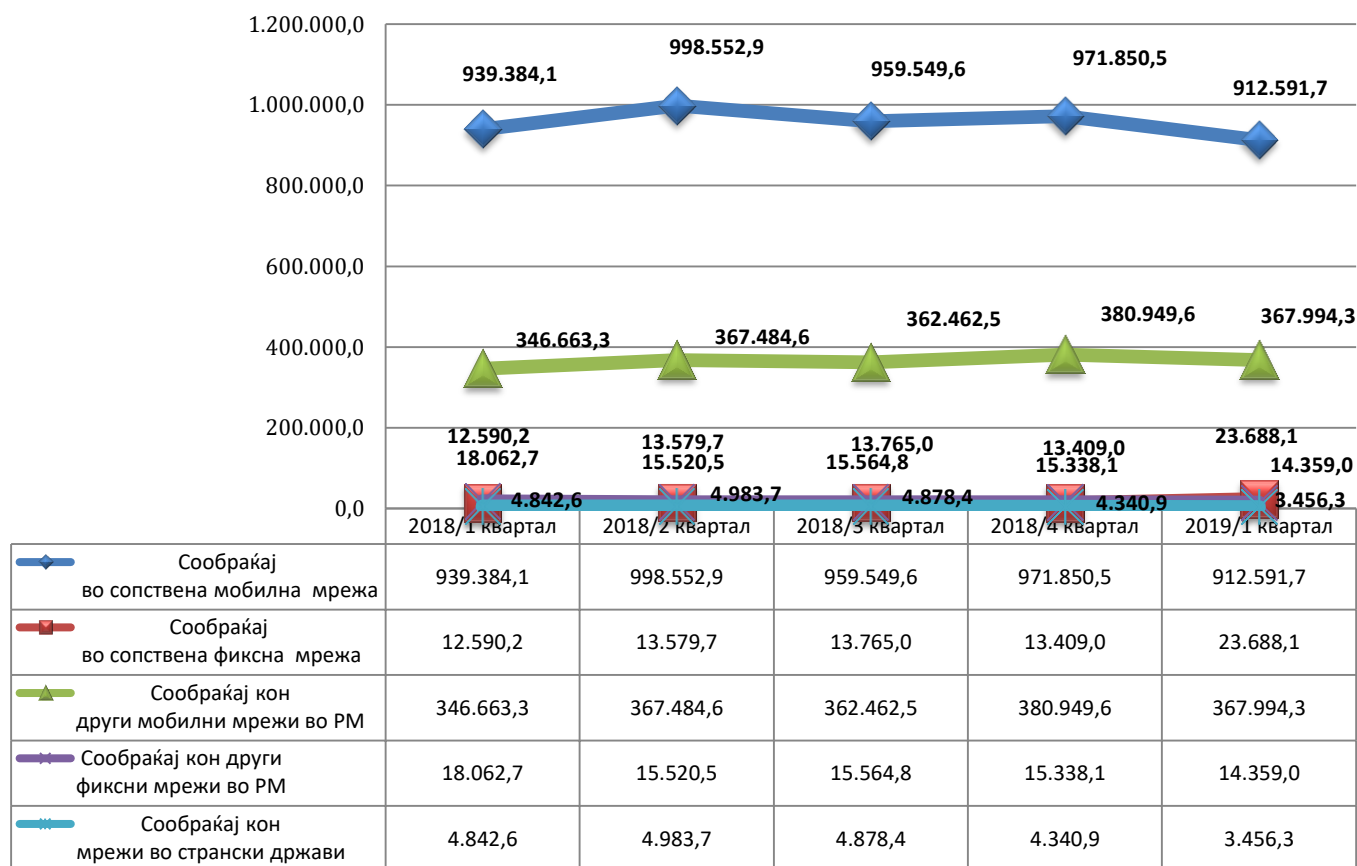 1.200.000,0
998.552,9
971.850,5
939.384,1
959.549,6
912.591,7
1.000.000,0
800.000,0
600.000,0
400.000,0
346.663,3
367.484,6
362.462,5
380.949,6
367.994,3
200.000,0
12.590,2
13.579,7
13.765,0
13.409,0
23.688,1
18.062,7
15.520,5
15.564,8
15.338,1
14.359,0
0,0
4.842,6
4.983,7
4.878,4
4.340,9
3.456,3
2018/1 квартал 2018/2 квартал 2018/3 квартал 2018/4 квартал 2019/1 квартал
Сообраќај
во сопствена мобилна мрежа
939.384,1 998.552,9 959.549,6 971.850,5 912.591,7
Сообраќај
во сопствена фиксна мрежа
12.590,2 13.579,7 13.765,0 13.409,0 23.688,1
Сообраќај кон
други мобилни мрежи во РМ
346.663,3 367.484,6 362.462,5 380.949,6 367.994,3
Сообраќај кон други
фиксни мрежи во РМ
18.062,7 15.520,5 15.564,8 15.338,1 14.359,0
Сообраќај кон
мрежи во странски држави
4.842,6 4.983,7 4.878,4 4.340,9 3.456,3